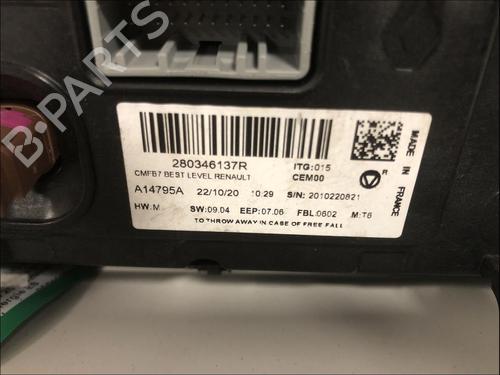 B-PARTS
280346137R
ITG:015
CMFB7 BEST LEVEL RENAULT
CEM00
R
A14795A 22/10/20 10:29 S/N: 2010220821
HW:M SW:09.04 EEP:07.06 FBL:0602 M:T6
TO THROW AWAY IN CASE OF FREE FALL
MADE IN FRANCE